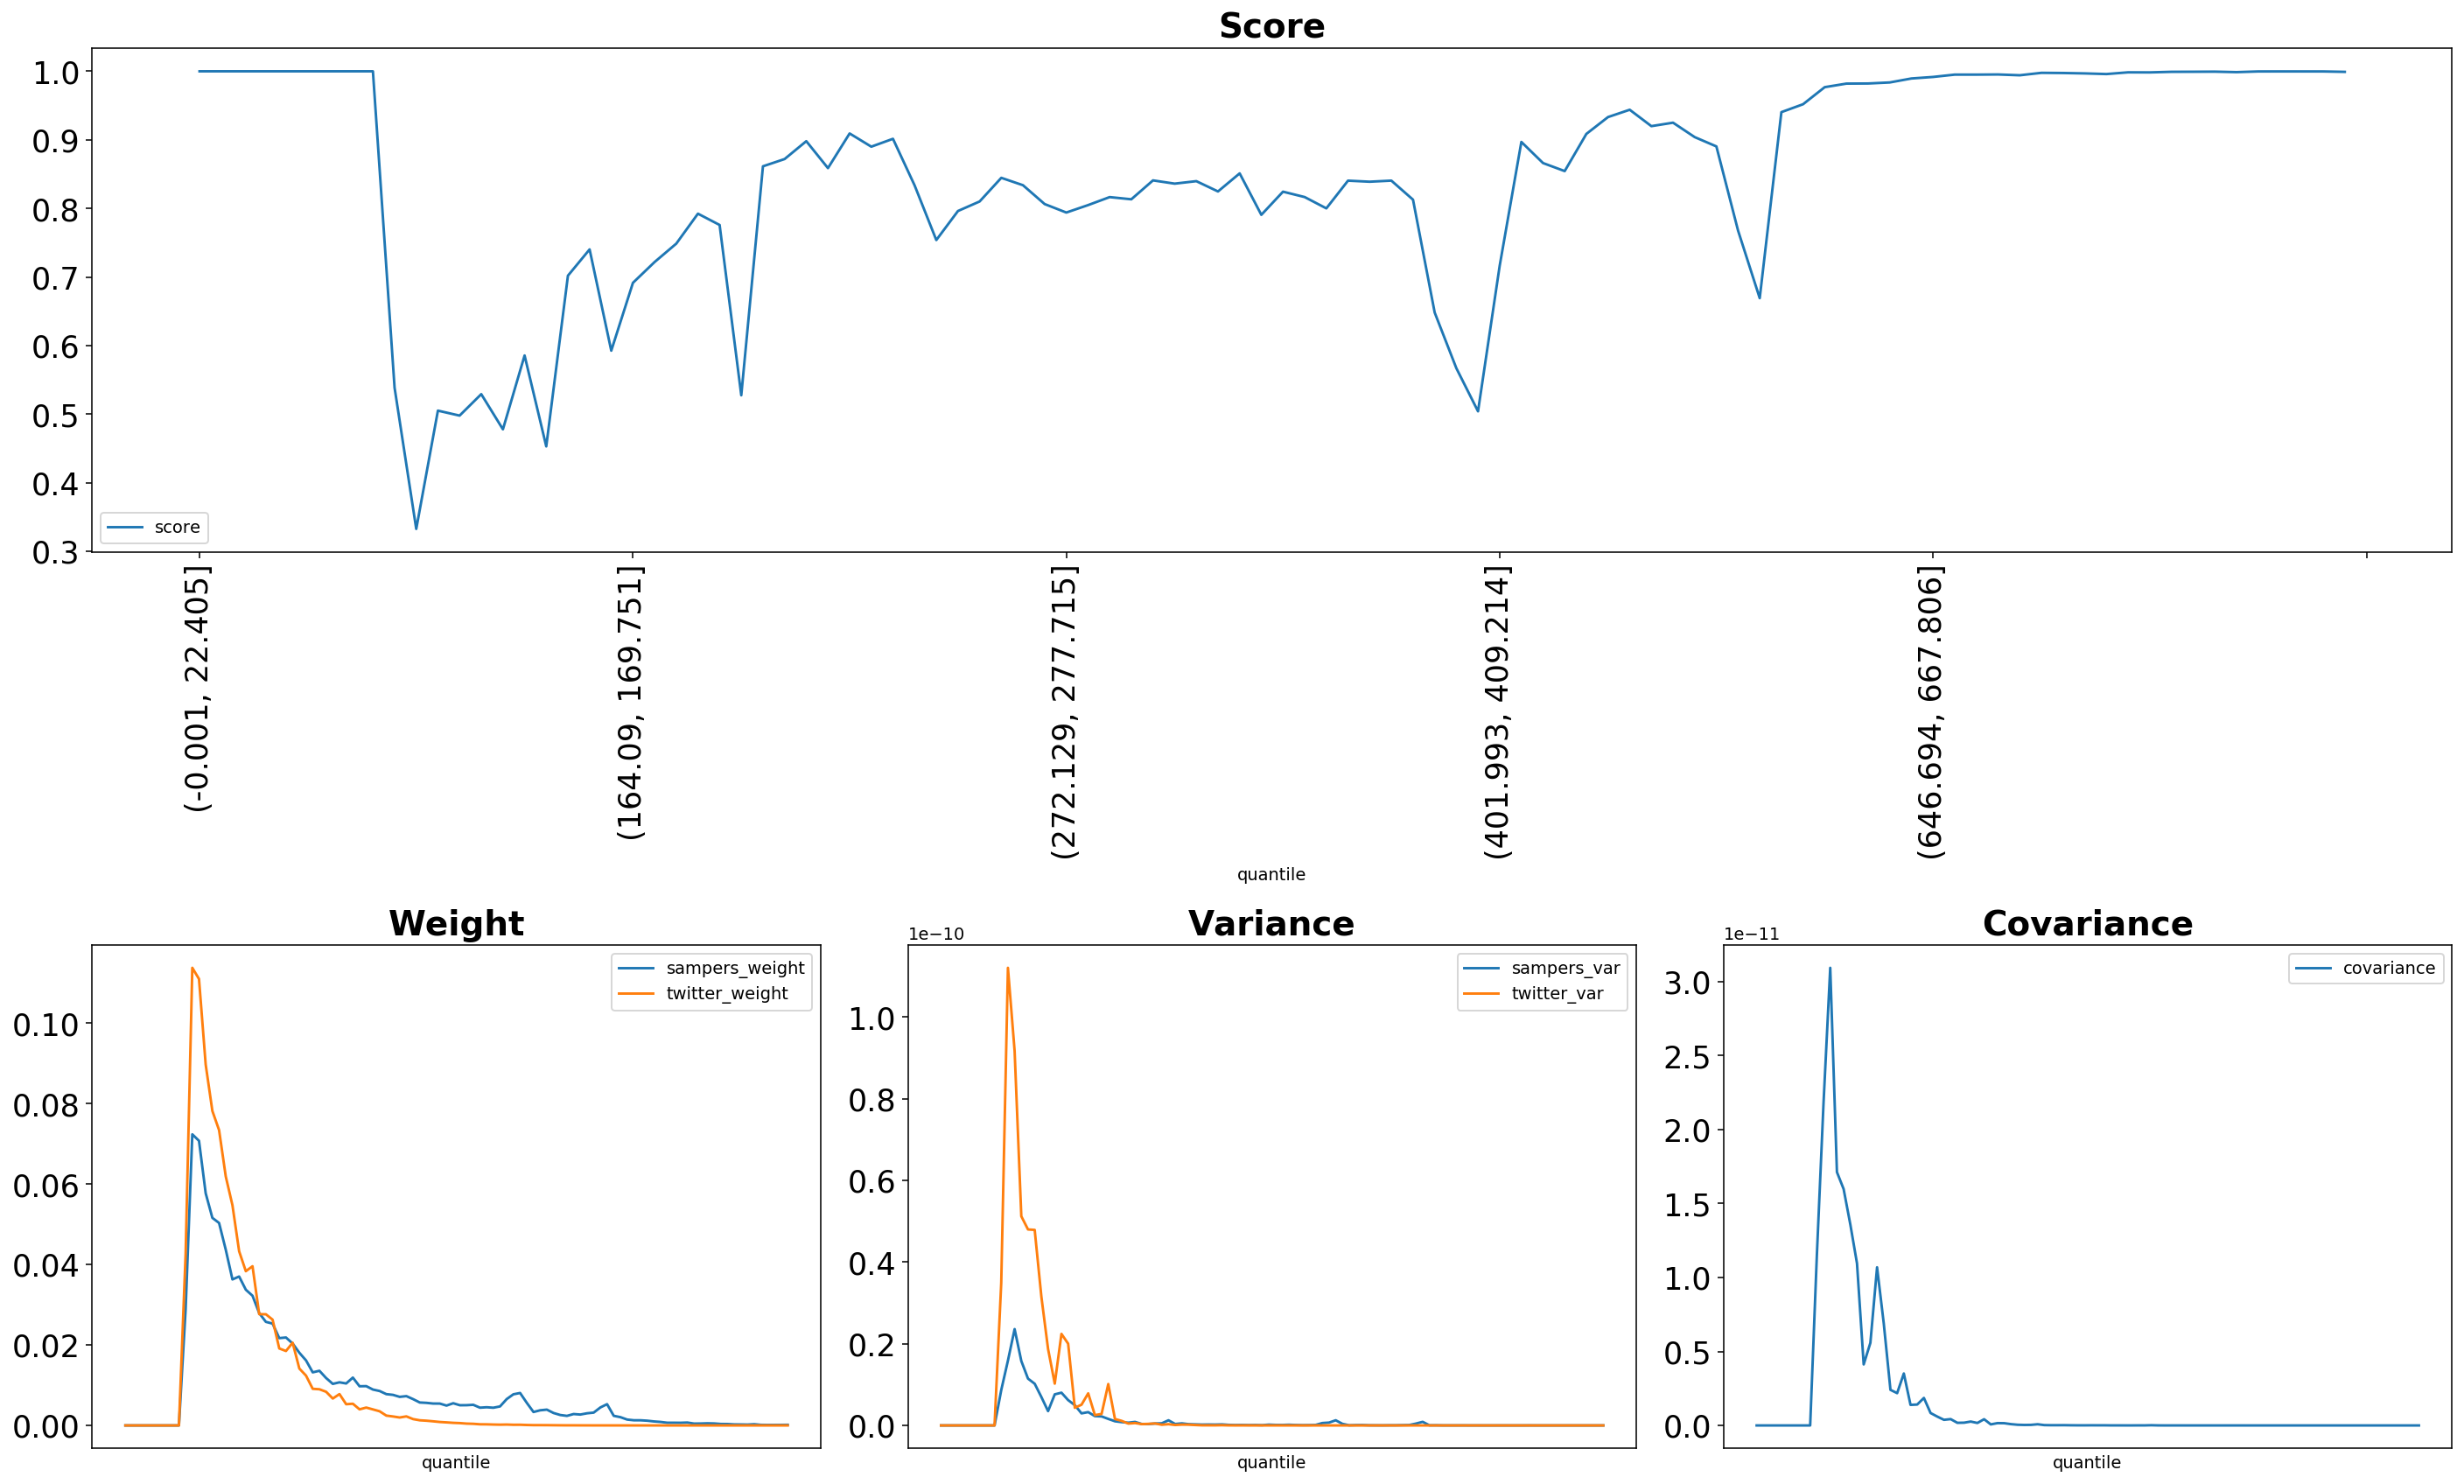 Score
1.0
0.9
0.8
0.7
0.6
0.5
0.4
0.3
score
(-0.001, 22.405]
(164.09, 169.751]
(272.129, 277.715]
(401.993, 409.214]
(646.694, 667.806]
quantile
Weight
0.10
0.08
0.06
0.04
0.02
0.00
sampers_weight
twitter_weight
quantile
Variance
1e−10
1.0
0.8
0.6
0.4
0.2
0.0
sampers_var
twitter_var
quantile
Covariance
1e−11
3.0
2.5
2.0
1.5
1.0
0.5
0.0
covariance
quantile